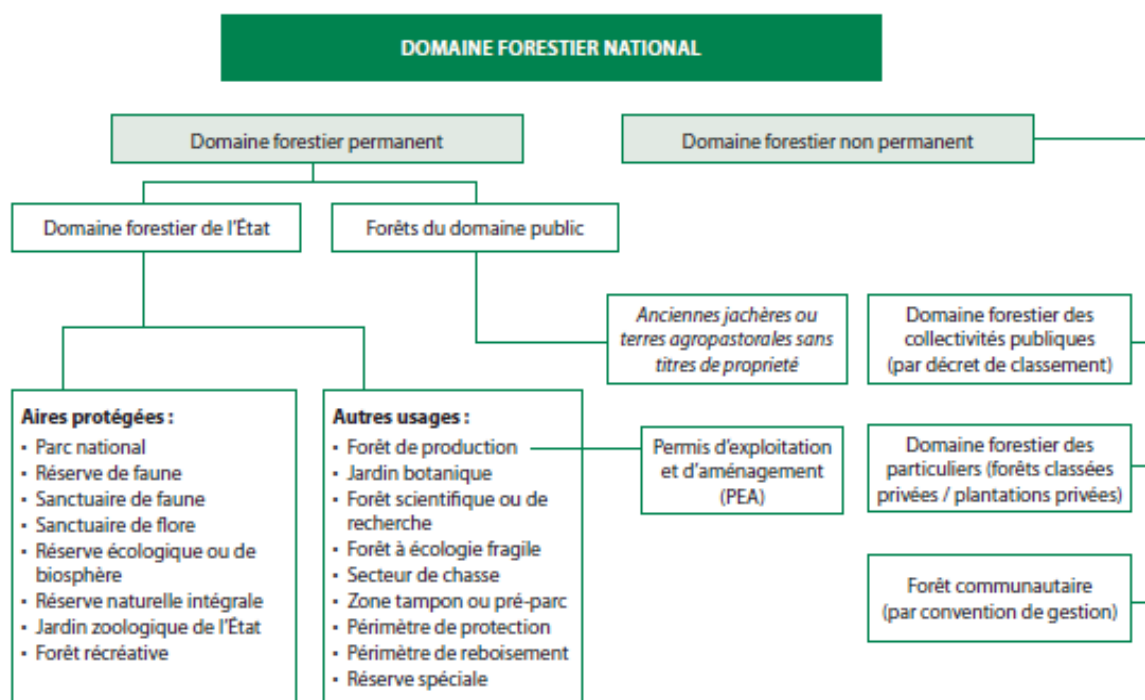 DOMAINE FORESTIER NATIONAL
Domaine forestier permanent
Domaine forestier non permanent
Domaine forestier de l'État
Forêts du domaine public
Anciennes jachères ou
terres agropastorales sans
titres de proprieté
Domaine forestier des
collectivités publiques
(par décret de classement)
Aires protégées :
• Parc national
• Réserve de faune
• Sanctuaire de faune
• Sanctuaire de flore
• Réserve écologique ou de
biosphère
• Réserve naturelle intégrale
• Jardin zoologique de l'État
• Forêt récréative
Autres usages :
• Forêt de production
• Jardin botanique
• Forêt scientifique ou de
recherche
• Forêt à écologie fragile
• Secteur de chasse
• Zone tampon ou pré-parc
• Périmètre de protection
• Périmètre de reboisement
• Réserve spéciale
Permis d'exploitation
et d'aménagement
(PEA)
Domaine forestier des
particuliers (forêts classées
privées / plantations privées)
Forêt communautaire
(par convention de gestion)